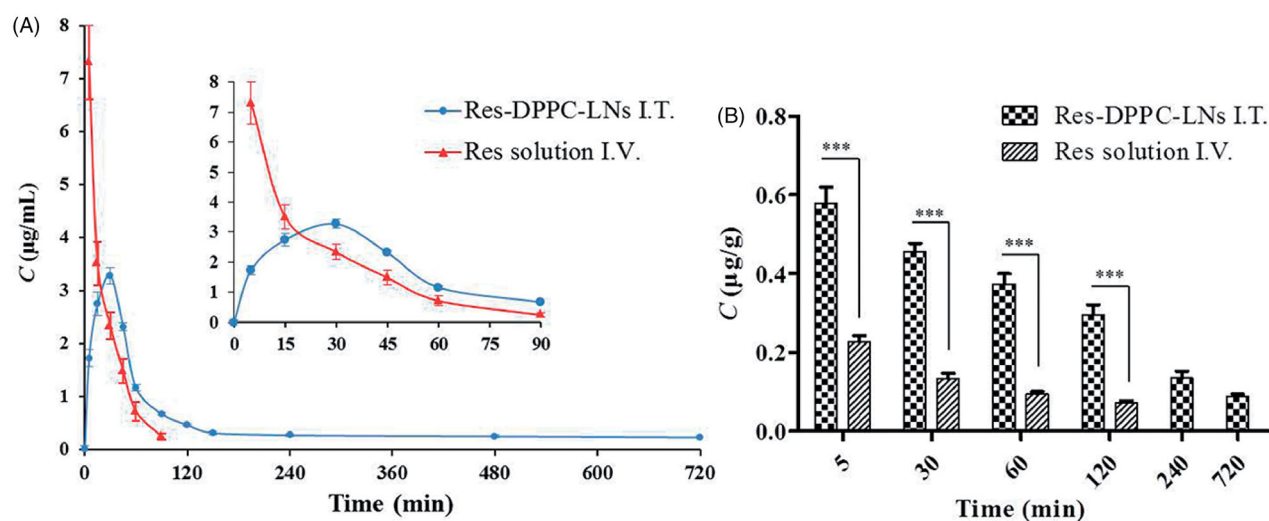 (A)
8
7
6
5
4
3
2
1
0
C (µg/mL)
0 120 240 360 480 600 720
Time (min)
8
7
6
5
4
3
2
1
0
0 15 30 45 60 75 90
Res-DPPC-LNs I.T.
Res solution I.V.
(B)
Res-DPPC-LNs I.T.
Res solution I.V.
0.8
0.6
0.4
0.2
0.0
C (µg/g)
*** *** *** ***
5 30 60 120 240 720
Time (min)